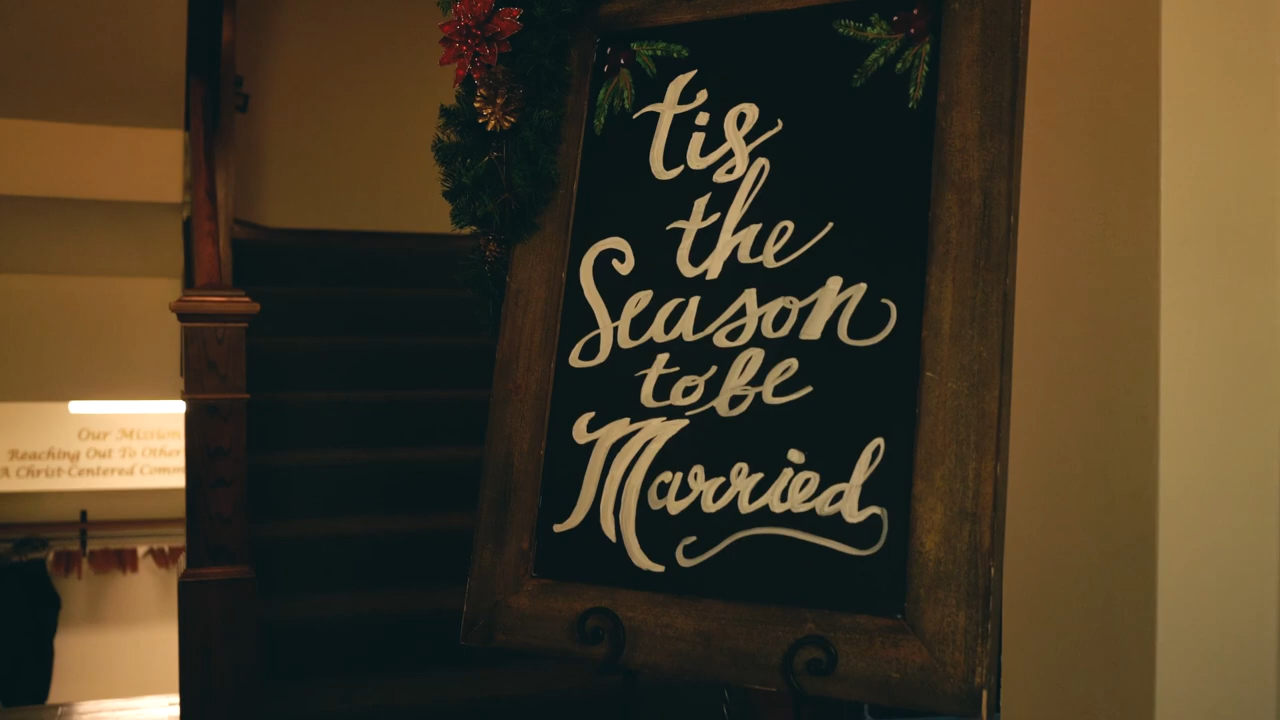 tis
the
Season
to be
Married
Our Mission
Reaching Out To Other
A Christ-Centered Comm